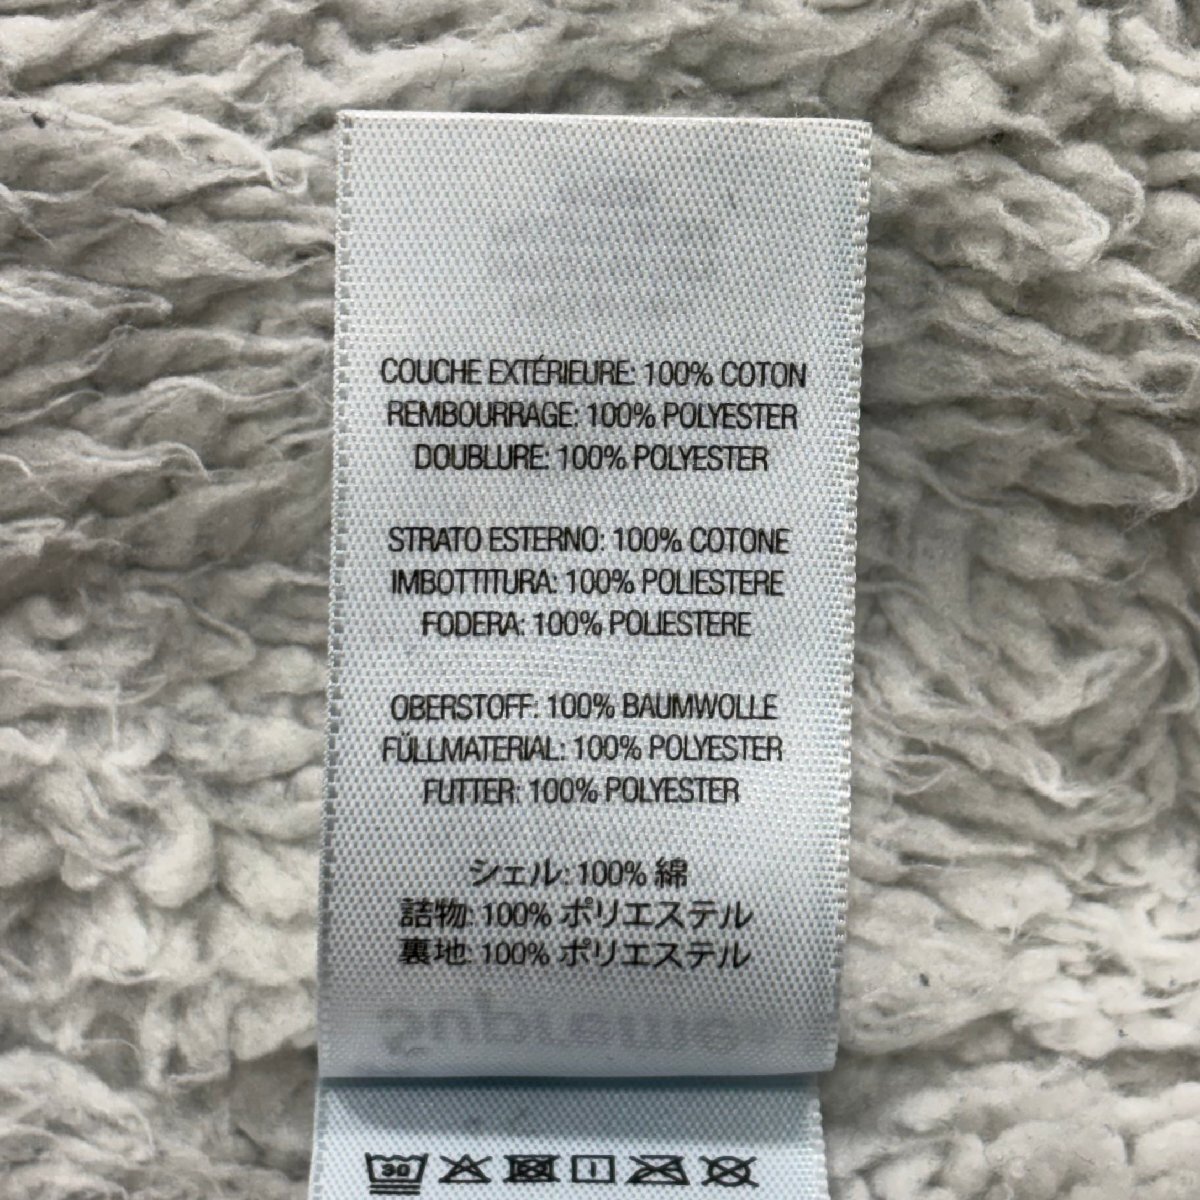 COUCHE EXTÉRIEURE: 100% COTON
REMBOURRAGE: 100% POLYESTER
DOUBLURE: 100% POLYESTER
STRATO ESTERNO: 100% COTONE
IMBOTTITURA: 100% POLIESTERE
FODERA: 100% POLIESTERE
OBERSTOFF: 100% BAUMWOLLE
FÜLLMATERIAL: 100% POLYESTER
FUTTER: 100% POLYESTER
シェル: 100% 綿
詰物: 100% ポリエステル
裏地: 100% ポリエステル
30